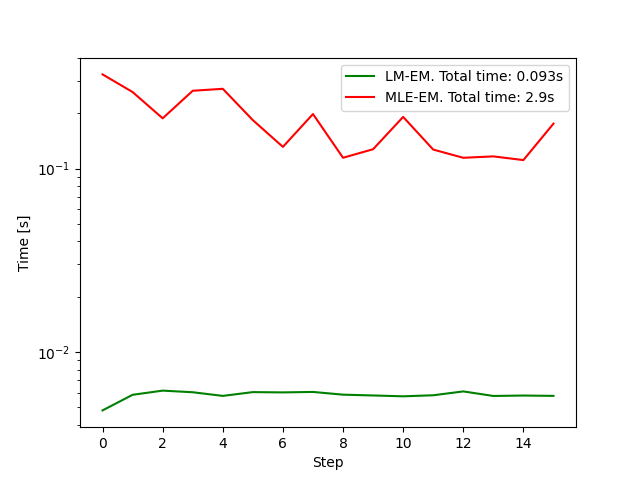 LM-EM. Total time: 0.093s
MLE-EM. Total time: 2.9s
10⁻¹
10⁻²
Time [s]
0 2 4 6 8 10 12 14
Step